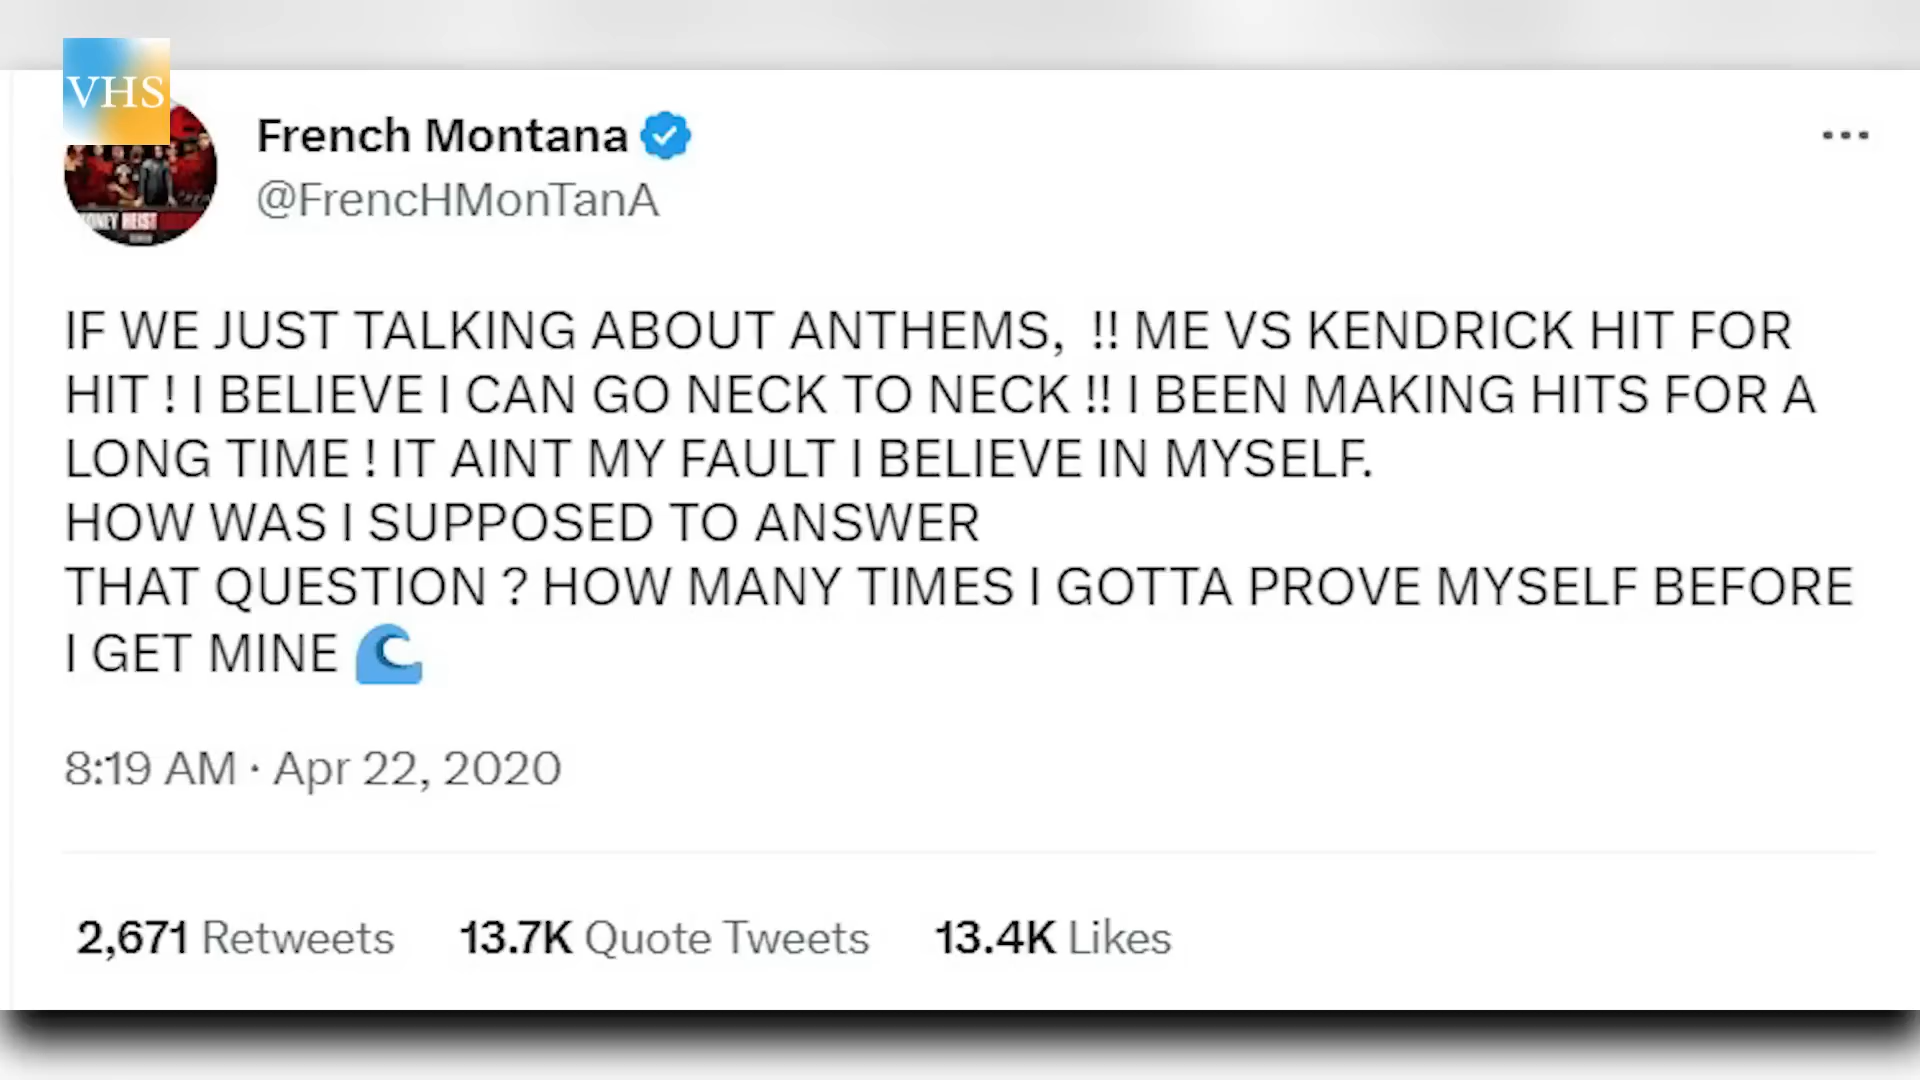 VHS
French Montana
@FrencHMonTanA
MONEY HEIST
IF WE JUST TALKING ABOUT ANTHEMS,  !! ME VS KENDRICK HIT FOR
HIT ! I BELIEVE I CAN GO NECK TO NECK !! I BEEN MAKING HITS FOR A
LONG TIME ! IT AINT MY FAULT I BELIEVE IN MYSELF.
HOW WAS I SUPPOSED TO ANSWER
THAT QUESTION ? HOW MANY TIMES I GOTTA PROVE MYSELF BEFORE
I GET MINE 🌊
8:19 AM · Apr 22, 2020
2,671 Retweets 13.7K Quote Tweets 13.4K Likes